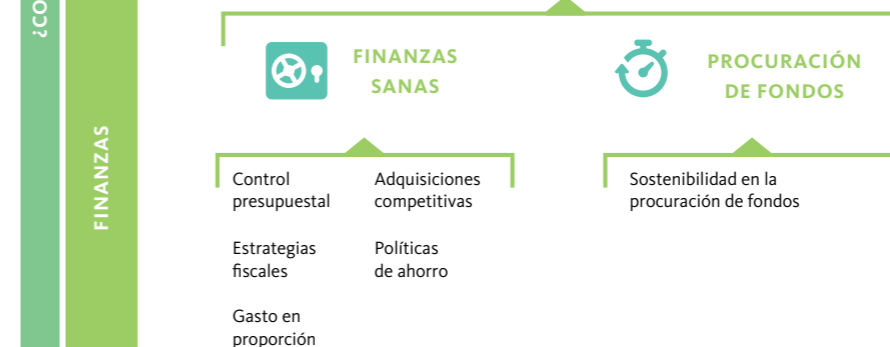 ¿CO
FINANZAS
FINANZAS
SANAS
PROCURACIÓN
DE FONDOS
Control
presupuestal
Adquisiciones
competitivas
Estrategias
fiscales
Políticas
de ahorro
Gasto en
proporción
Sostenibilidad en la
procuración de fondos